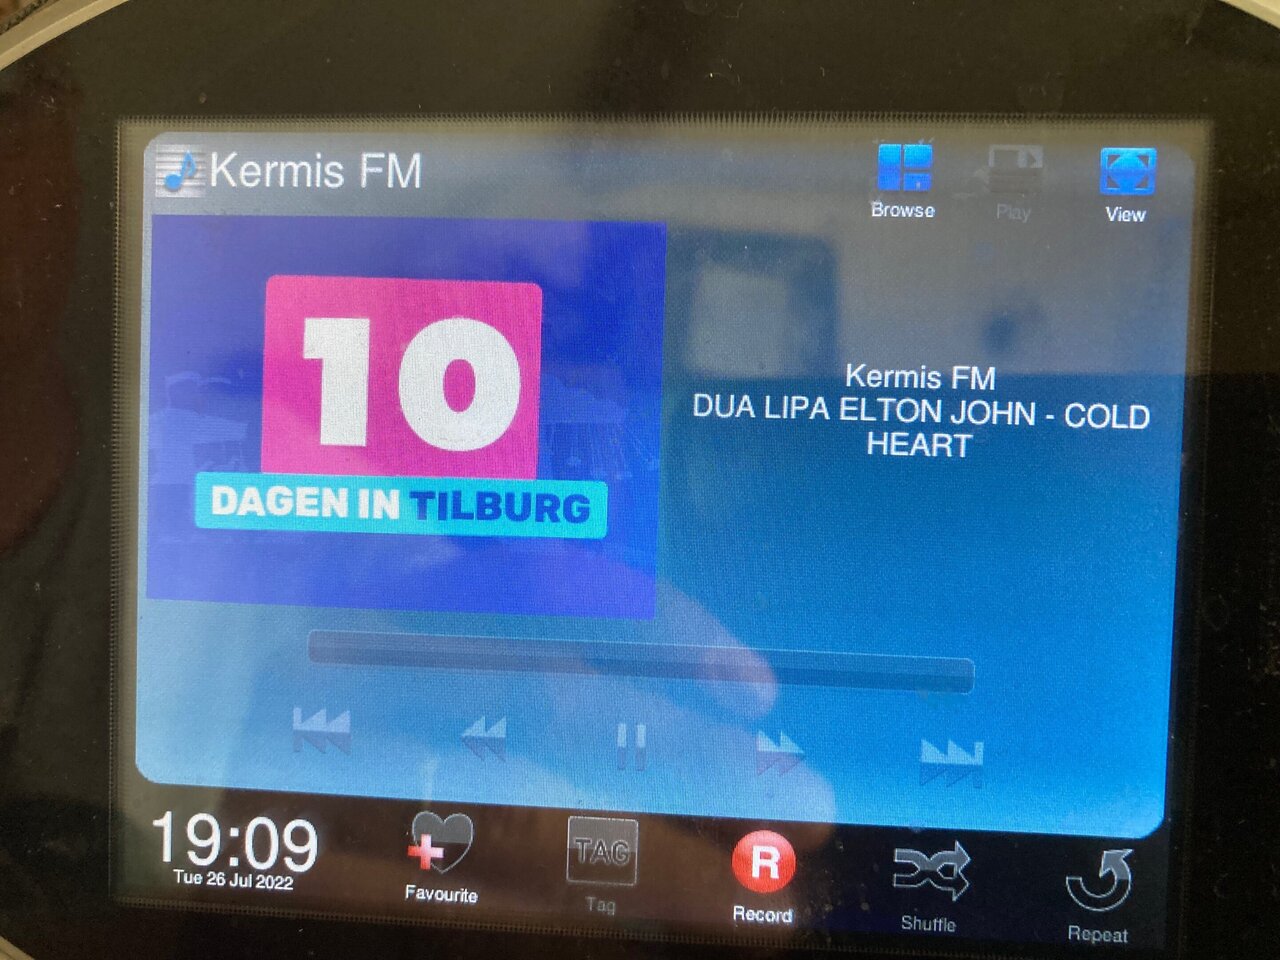 Kermis FM
Browse
Play
View
10
DAGEN IN TILBURG
Kermis FM
DUA LIPA ELTON JOHN - COLD
HEART
19:09
Tue 26 Jul 2022
Favourite
TAG
Tag
R
Record
Shuffle
Repeat